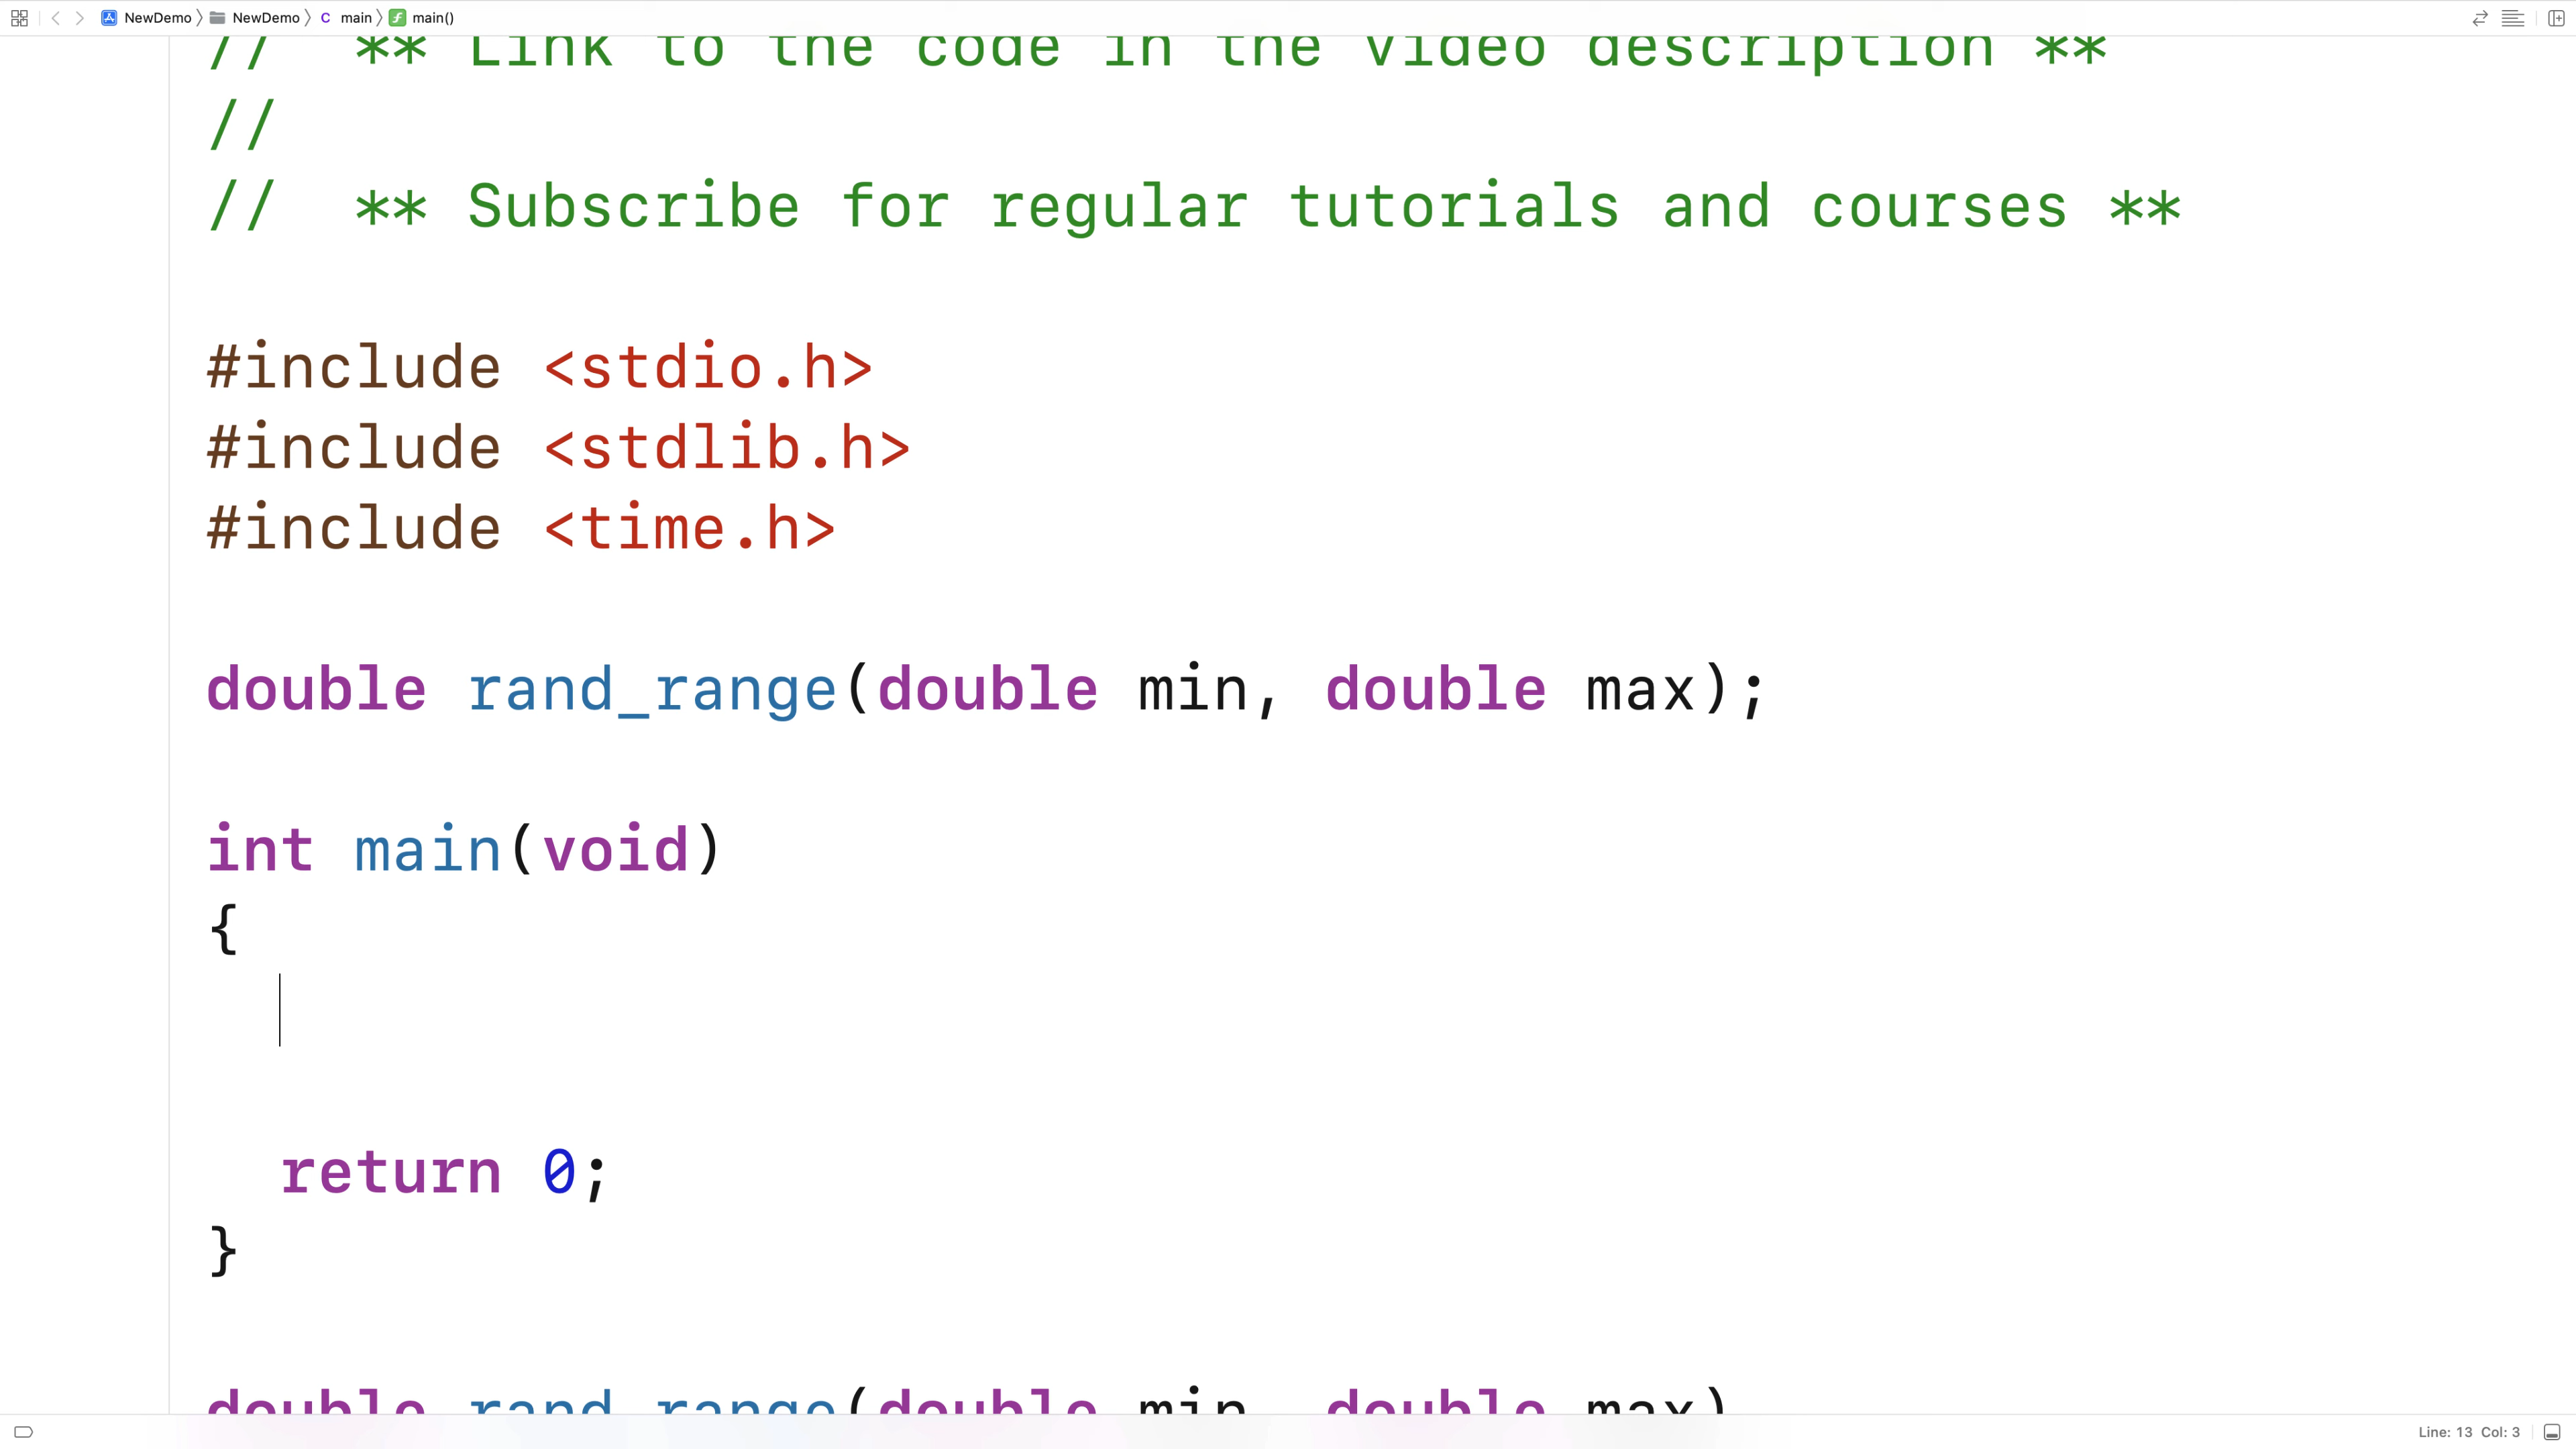 NewDemo NewDemo C main f main()
// ** Link to the code in the video description **
//
// ** Subscribe for regular tutorials and courses **
#include <stdio.h>
#include <stdlib.h>
#include <time.h>
double rand_range(double min, double max);
int main(void)
{
return 0;
}
double rand_range(double min, double max)
Line: 13 Col: 3